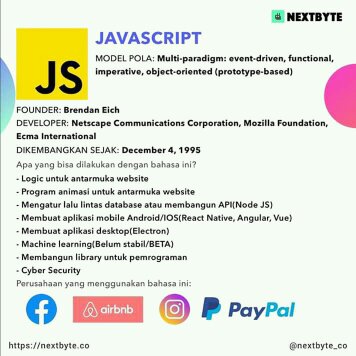 NEXTBYTE
JS
JAVASCRIPT
MODEL POLA: Multi-paradigm: event-driven, functional,
imperative, object-oriented (prototype-based)
FOUNDER: Brendan Eich
DEVELOPER: Netscape Communications Corporation, Mozilla Foundation,
Ecma International
DIKEMBANGKAN SEJAK: December 4, 1995
Apa yang bisa dilakukan dengan bahasa ini?
- Logic untuk antarmuka website
- Program animasi untuk antarmuka website
- Mengatur lalu lintas database atau membangun API(Node JS)
- Membuat aplikasi mobile Android/IOS(React Native, Angular, Vue)
- Membuat aplikasi desktop(Electron)
- Machine learning(Belum stabil/BETA)
- Membangun library untuk pemrograman
- Cyber Security
Perusahaan yang menggunakan bahasa ini:
airbnb
PayPal
https://nextbyte.co
@nextbyte_co